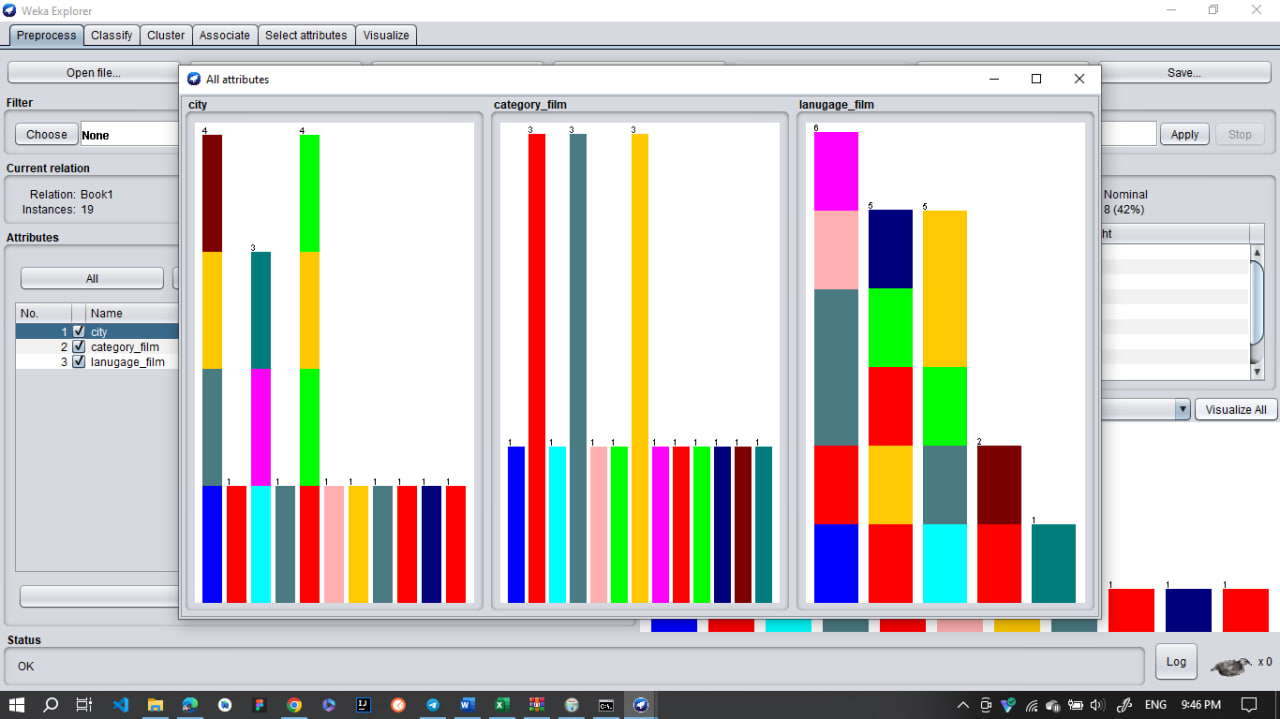 Weka Explorer
Preprocess Classify Cluster Associate Select attributes Visualize
Open file...
Save...
All attributes
Filter
Choose None
Apply Stop
Current relation
Relation: Book1
Instances: 19
Nominal
8 (42%)
ht
Attributes
All
No. Name
1 city
2 category_film
3 lanugage_film
Visualize All
city
4 1 3 1 4 1 1 1 1 1 1
category_film
1 3 1 3 1 1 3 1 1 1 1 1 1
lanugage_film
6 5 5 2 1
1 1 1
Status
OK
Log
x 0
ENG 9:46 PM